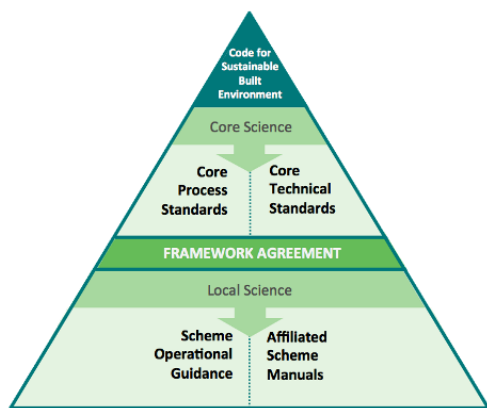 Code for
Sustainable
Built
Environment
Core Science
Core
Process
Standards
Core
Technical
Standards
FRAMEWORK AGREEMENT
Local Science
Scheme
Operational
Guidance
Affiliated
Scheme
Manuals